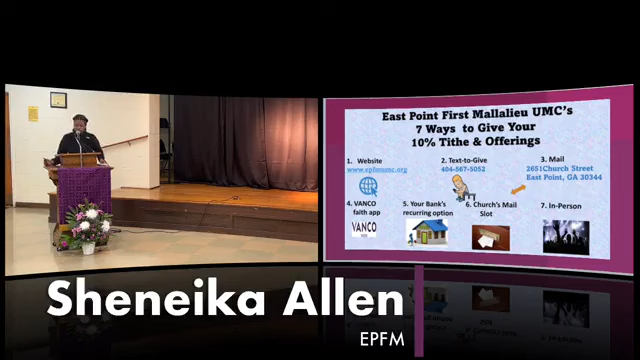 East Point First Mallalieu UMC's
7 Ways to Give Your
10% Tithe & Offerings
1. Website
www.epfmumc.org
2. Text-to-Give
404-567-5052
3. Mail
2651Church Street
East Point, GA 30344
4. VANCO
faith app
VANCO
5. Your Bank's
recurring option
6. Church's Mail
Slot
7. In-Person
Sheneika Allen
EPFM